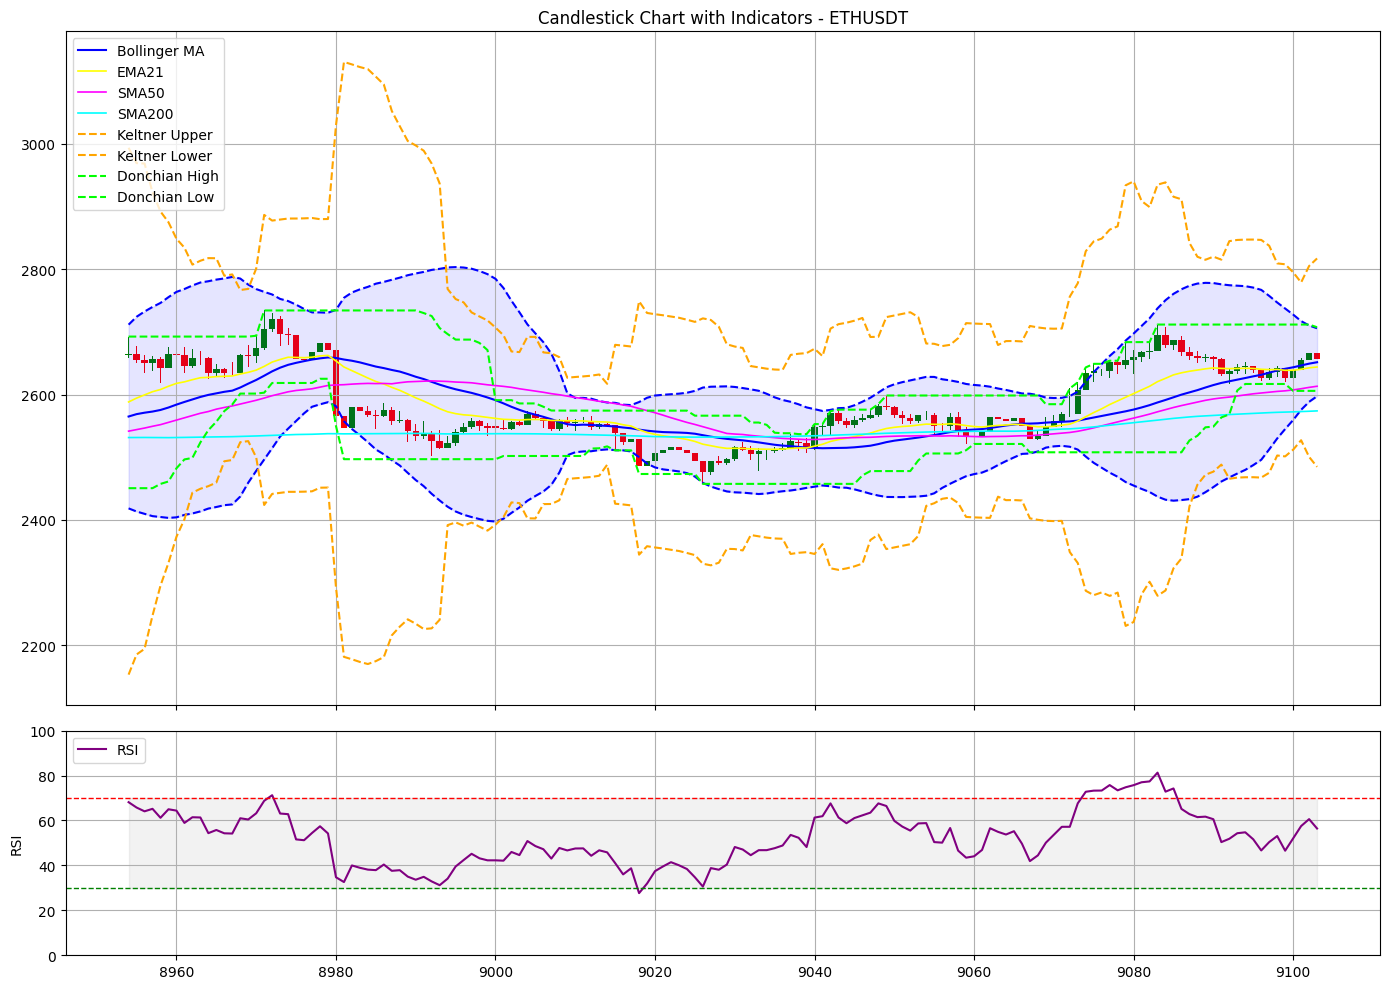 Candlestick Chart with Indicators - ETHUSDT
Bollinger MA
EMA21
SMA50
SMA200
Keltner Upper
Keltner Lower
Donchian High
Donchian Low
3000
2800
2600
2400
2200
RSI
100
80
60
40
20
0
RSI
8960
8980
9000
9020
9040
9060
9080
9100